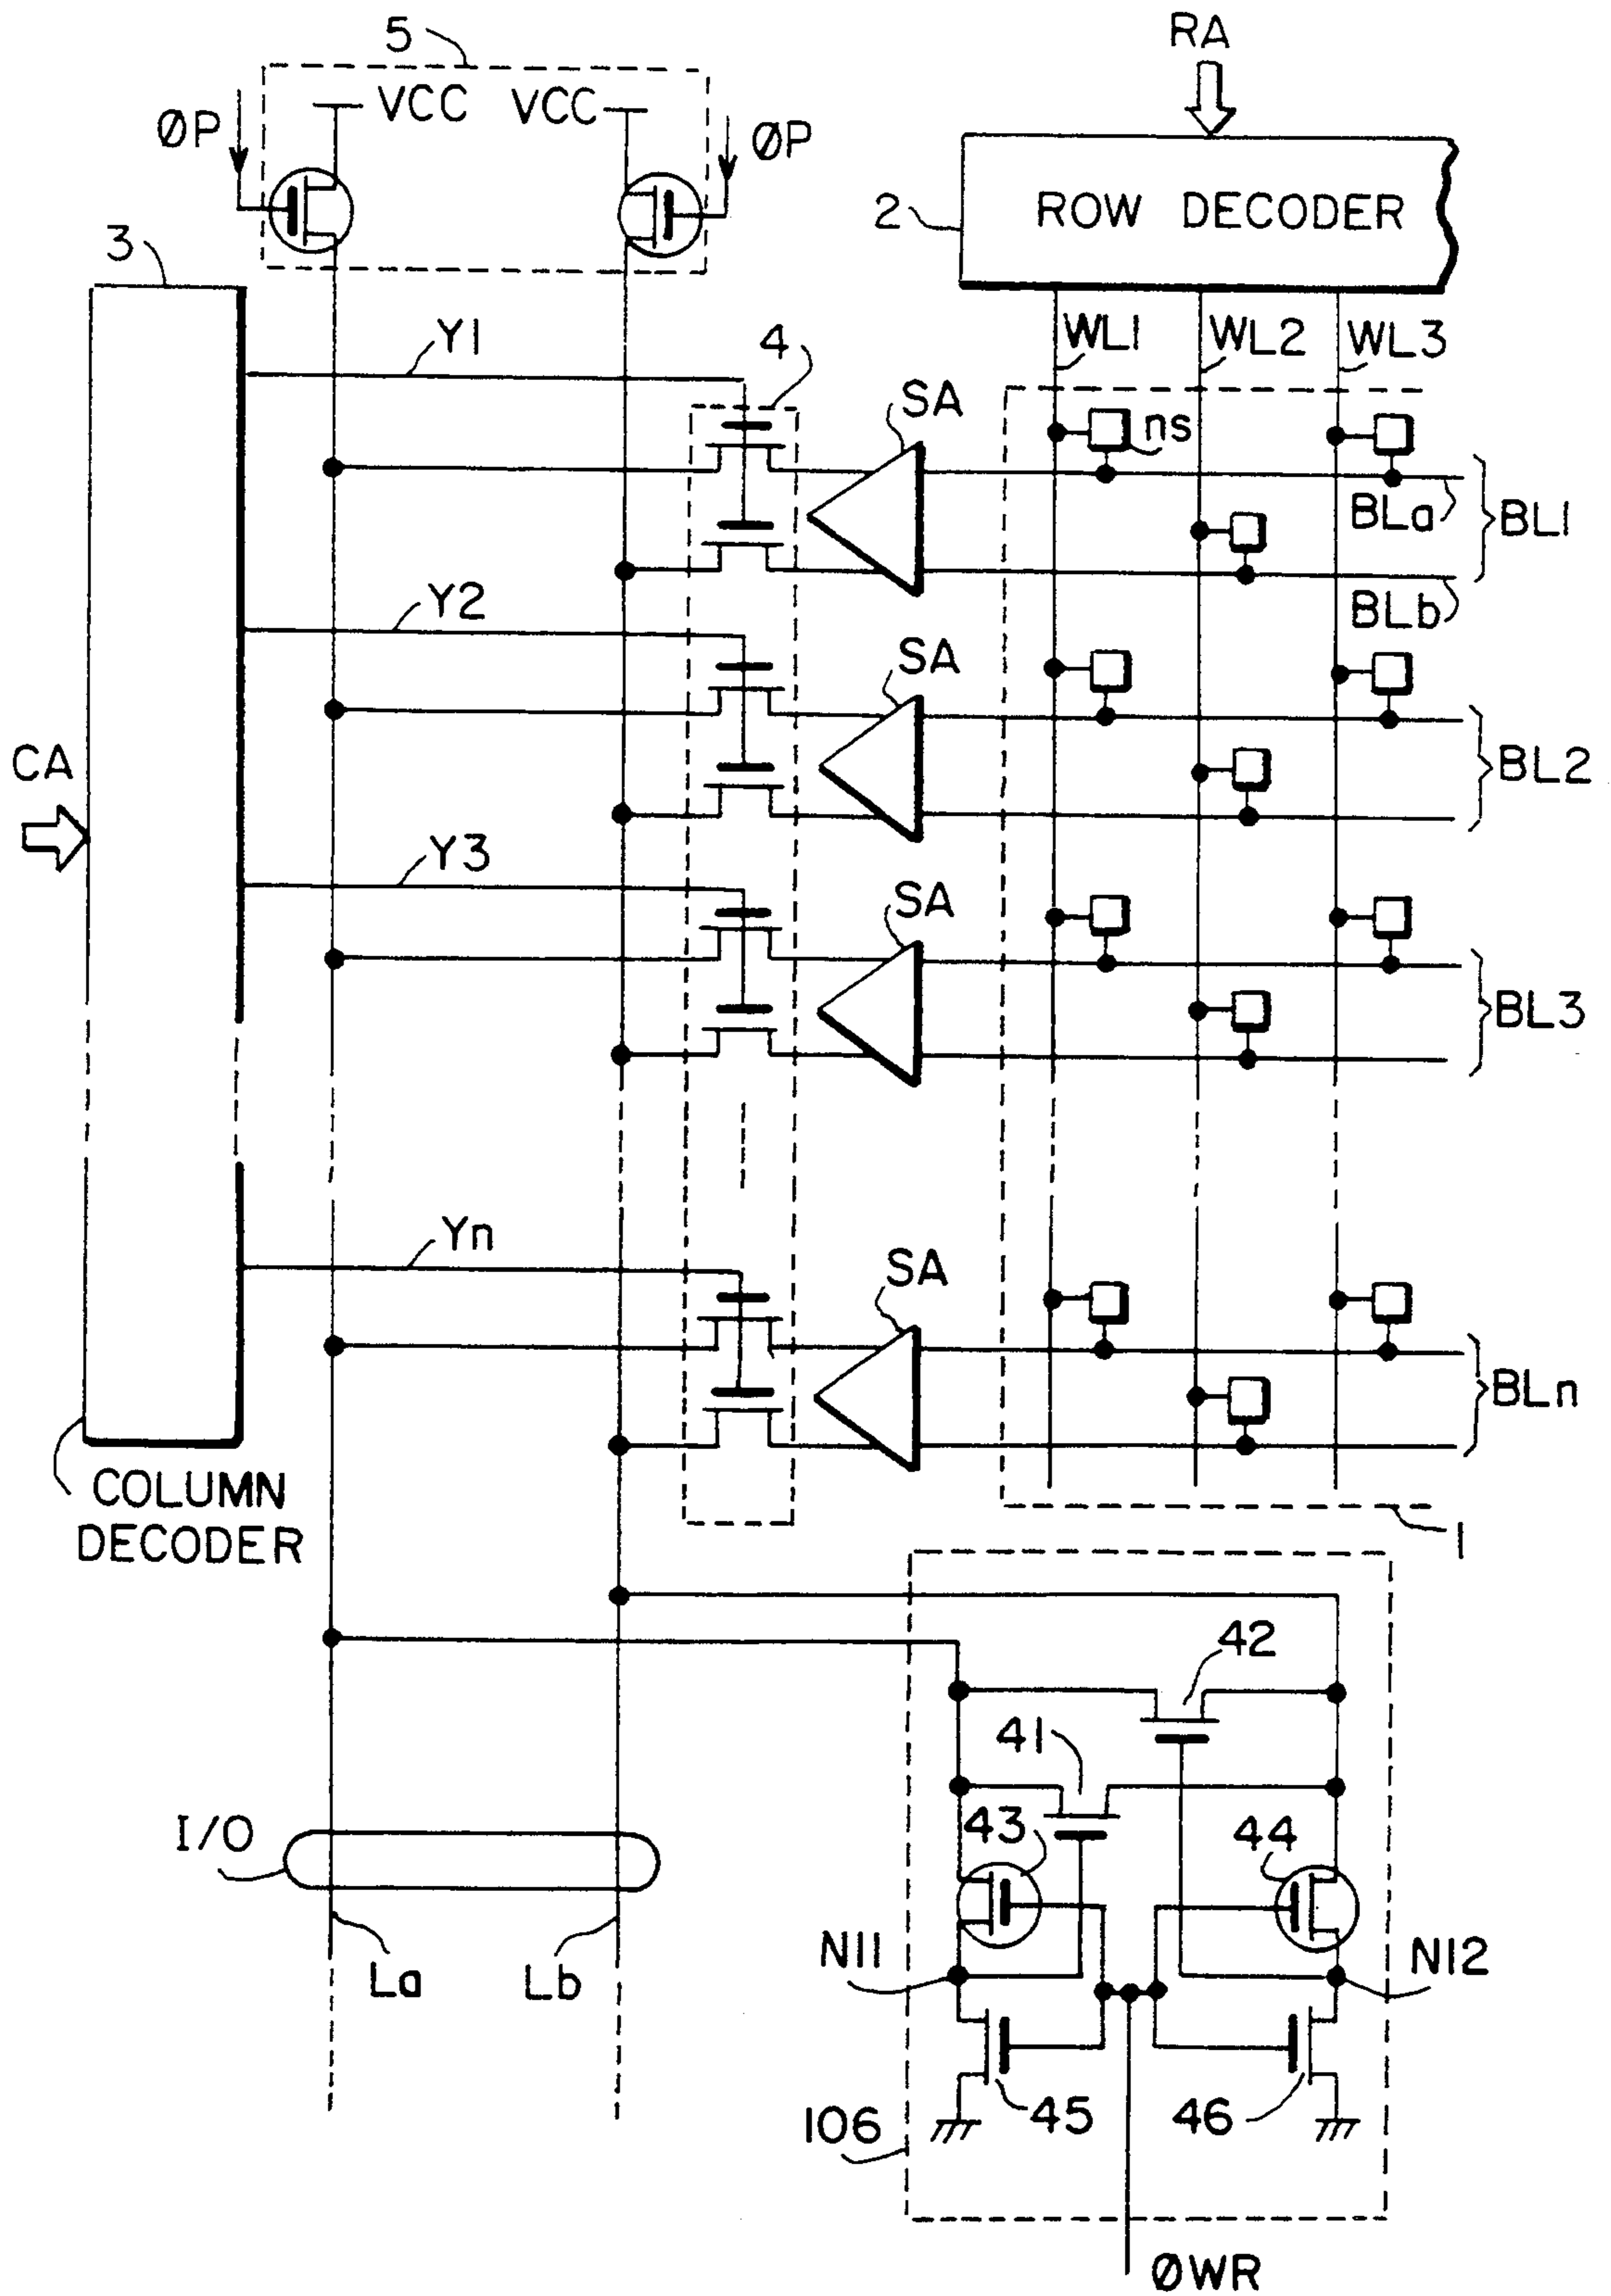 5
RA
VCC VCC
ØP
ØP
2
ROW DECODER
3
Y1
4
WL1
WL2
WL3
SA
ns
BLa
BL1
BLb
Y2
SA
CA
BL2
Y3
SA
BL3
Yn
SA
BLn
COLUMN
DECODER
1
42
41
I/O
43
44
N11
N12
La
Lb
45
46
106
ØWR